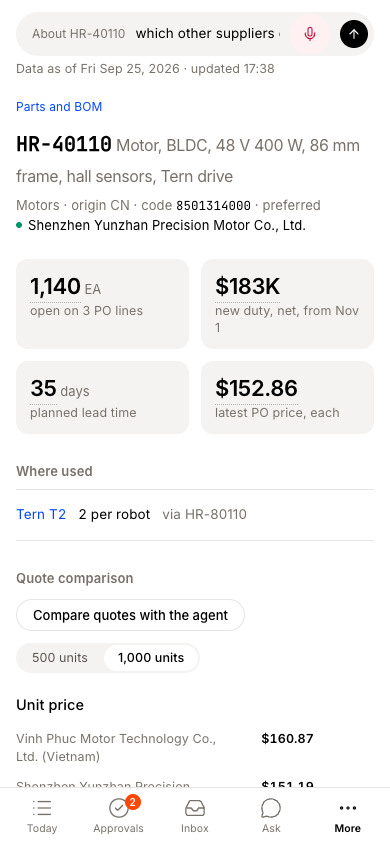 About HR-40110 which other suppliers
Data as of Fri Sep 25, 2026 · updated 17:38
Parts and BOM
HR-40110 Motor, BLDC, 48 V 400 W, 86 mm
frame, hall sensors, Tern drive
Motors · origin CN · code 8501314000 · preferred
Shenzhen Yunzhan Precision Motor Co., Ltd.
1,140 EA
open on 3 PO lines
$183K
new duty, net, from Nov
1
35 days
planned lead time
$152.86
latest PO price, each
Where used
Tern T2 2 per robot via HR-80110
Quote comparison
Compare quotes with the agent
500 units 1,000 units
Unit price
Vinh Phuc Motor Technology Co., $160.87
Ltd. (Vietnam)
Shenzhen Yunzhan Precision $151.19
2
Today Approvals Inbox Ask More